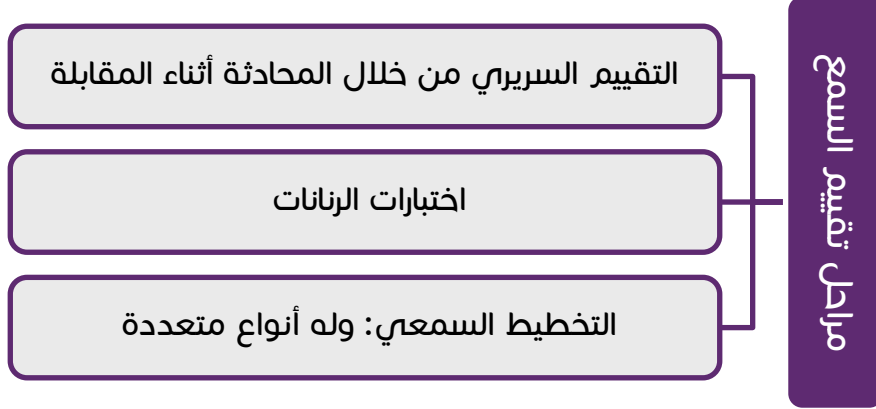 مراحل تقييم السمع
التقييم السريري من خلال المحادثة أثناء المقابلة
اختبارات الرنانات
التخطيط السمعي: وله أنواع متعددة